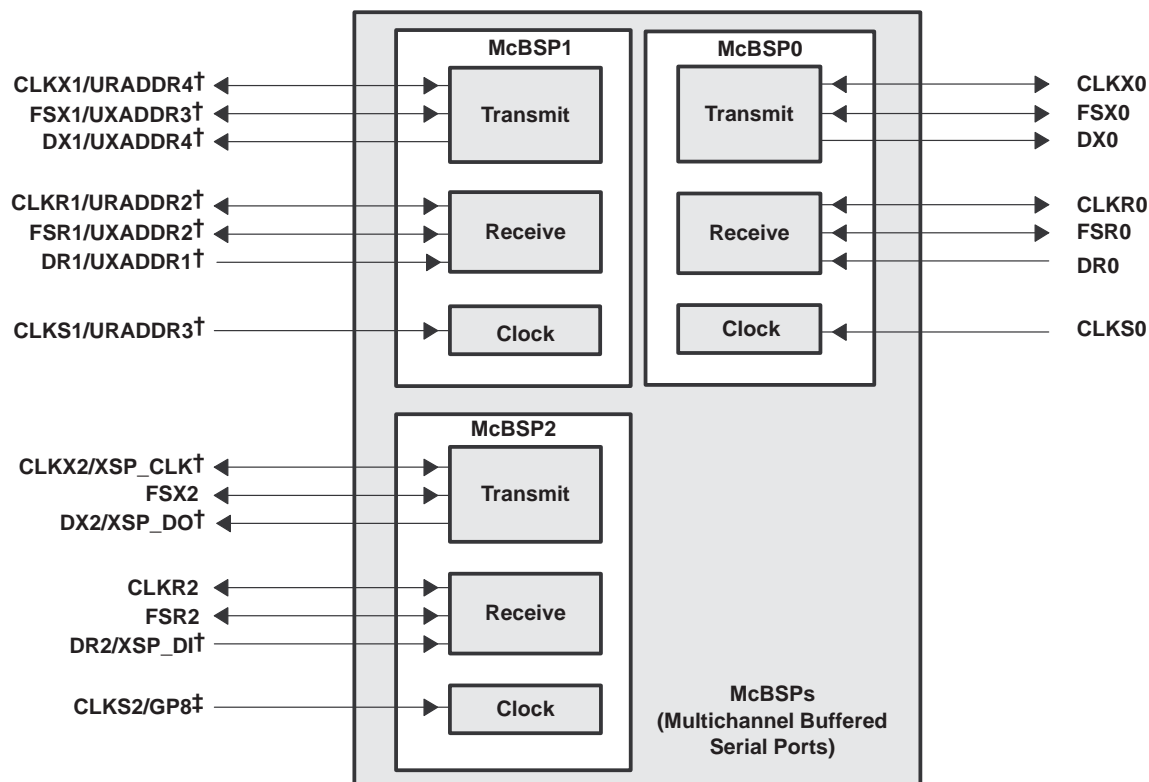 McBSP1
CLKX1/URADDR4†
FSX1/UXADDR3†
DX1/UXADDR4†
Transmit
CLKR1/URADDR2†
FSR1/UXADDR2†
DR1/UXADDR1†
Receive
CLKS1/URADDR3†
Clock
McBSP0
Transmit
CLKX0
FSX0
DX0
Receive
CLKR0
FSR0
DR0
Clock
CLKS0
McBSP2
CLKX2/XSP_CLK†
FSX2
DX2/XSP_DO†
Transmit
CLKR2
FSR2
DR2/XSP_DI†
Receive
CLKS2/GP8‡
Clock
McBSPs
(Multichannel Buffered
Serial Ports)